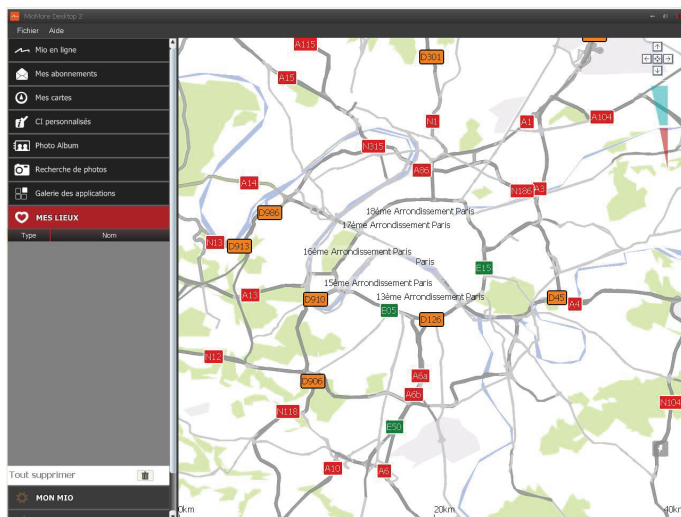 MioMore Desktop 2
Fichier Aide
Mio en ligne
Mes abonnements
Mes cartes
CI personnalisés
Photo Album
Recherche de photos
Galerie des applications
MES LIEUX
Type Nom
Tout supprimer
MON MIO
A115
D301
A15
N1
A1
A104
N315
A86
A14
N186
A3
D986
18ème Arrondissement Paris
17ème Arrondissement Paris
N13
D913
16ème Arrondissement Paris
Paris
E15
15ème Arrondissement Paris
A13
D910
13ème Arrondissement Paris
D45
A4
E05
D126
N12
A6a
D906
A6b
N104
N118
E50
A10
A6
0km
20km
40km